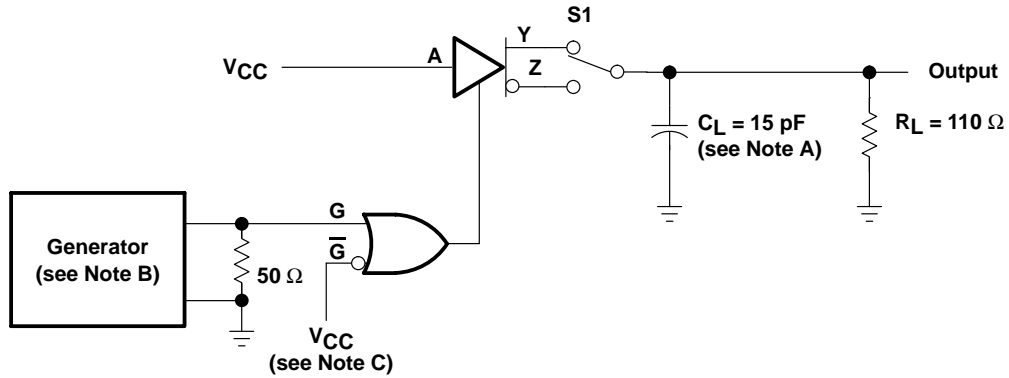 S1
Y
A
Z
VCC
Output
CL = 15 pF
(see Note A)
RL = 110 Ω
Generator
(see Note B)
G
G̅
50 Ω
VCC
(see Note C)